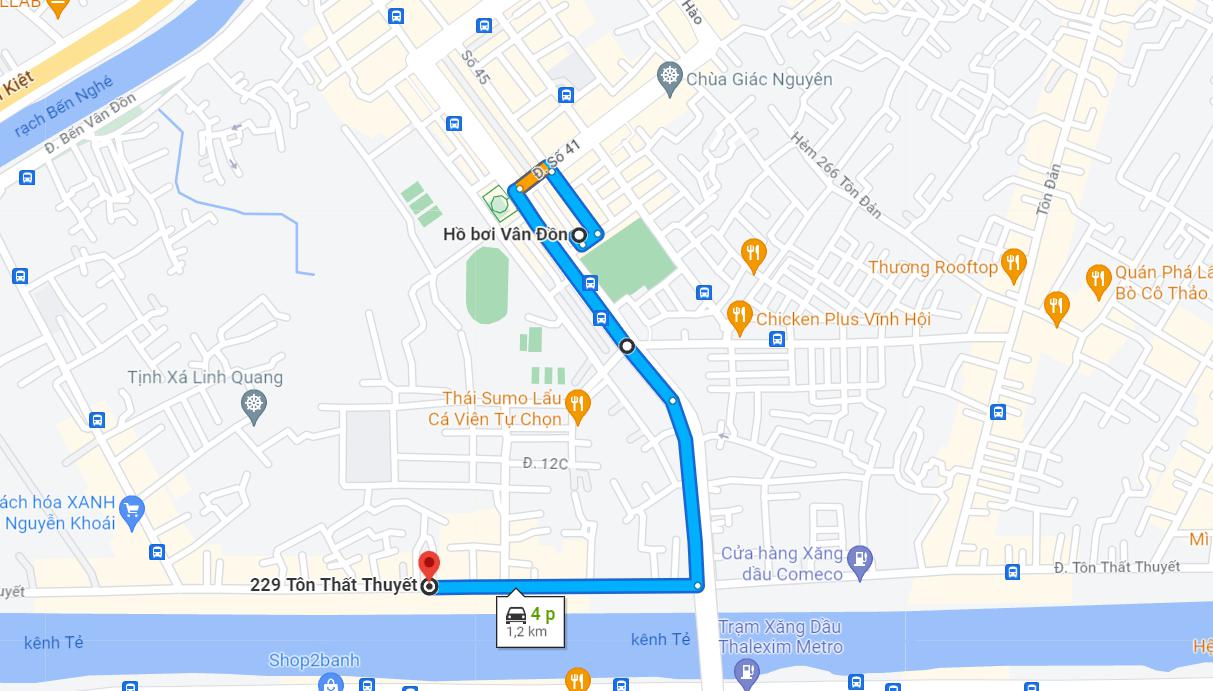 LLAB
Kiệt
rạch Bến Nghé
Đ. Bến Vân Đồn
Số 45
Hào
Chùa Giác Nguyên
Đ. Số 41
Hẻm 266 Tôn Đản
Tôn Đản
Hồ bơi Vân Đồn
Thương Rooftop
Quán Phá Lấ
Bò Cô Thảo
Chicken Plus Vĩnh Hội
Tịnh Xá Linh Quang
Thái Sumo Lẩu
Cá Viên Tự Chọn
Đ. 12C
ách hóa XANH
Nguyễn Khoái
Cửa hàng Xăng
dầu Comeco
Mì
Đ. Tôn Thất Thuyết
229 Tôn Thất Thuyết
uyết
4 p
1,2 km
kênh Tẻ
kênh Tẻ
Trạm Xăng Dầu
Thalexim Metro
Shop2banh
Hệ